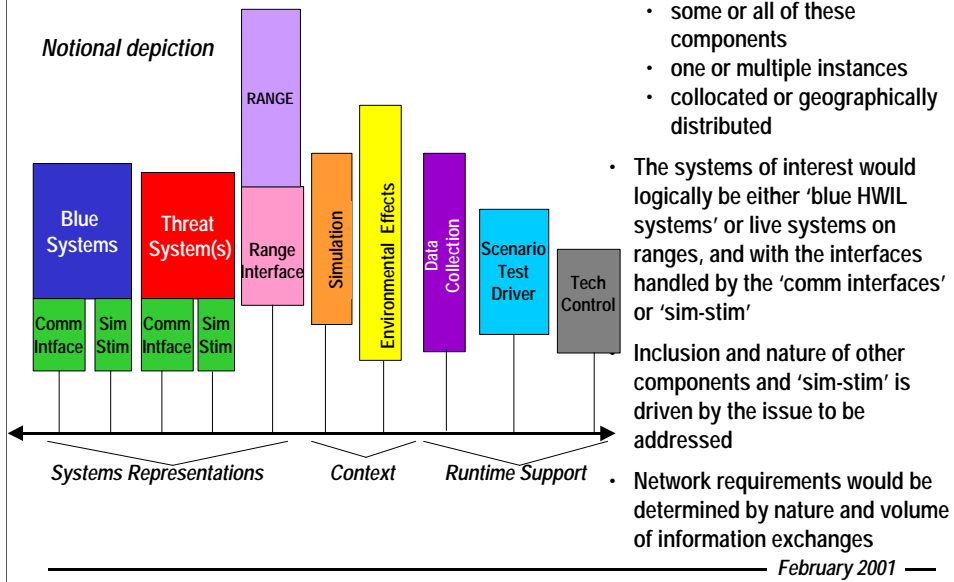 Notional depiction
RANGE
Blue
Systems
Threat
System(s)
Range
Interface
Simulation
Environmental Effects
Data
Collection
Scenario
Test
Driver
Tech
Control
Comm
Intface
Sim
Stim
Comm
Intface
Sim
Stim
Systems Representations
Context
Runtime Support
• some or all of these
components
• one or multiple instances
• collocated or geographically
distributed
• The systems of interest would
logically be either ‘blue HWIL
systems’ or live systems on
ranges, and with the interfaces
handled by the ‘comm interfaces’
or ‘sim-stim’
• Inclusion and nature of other
components and ‘sim-stim’ is
driven by the issue to be
addressed
• Network requirements would be
determined by nature and volume
of information exchanges
February 2001